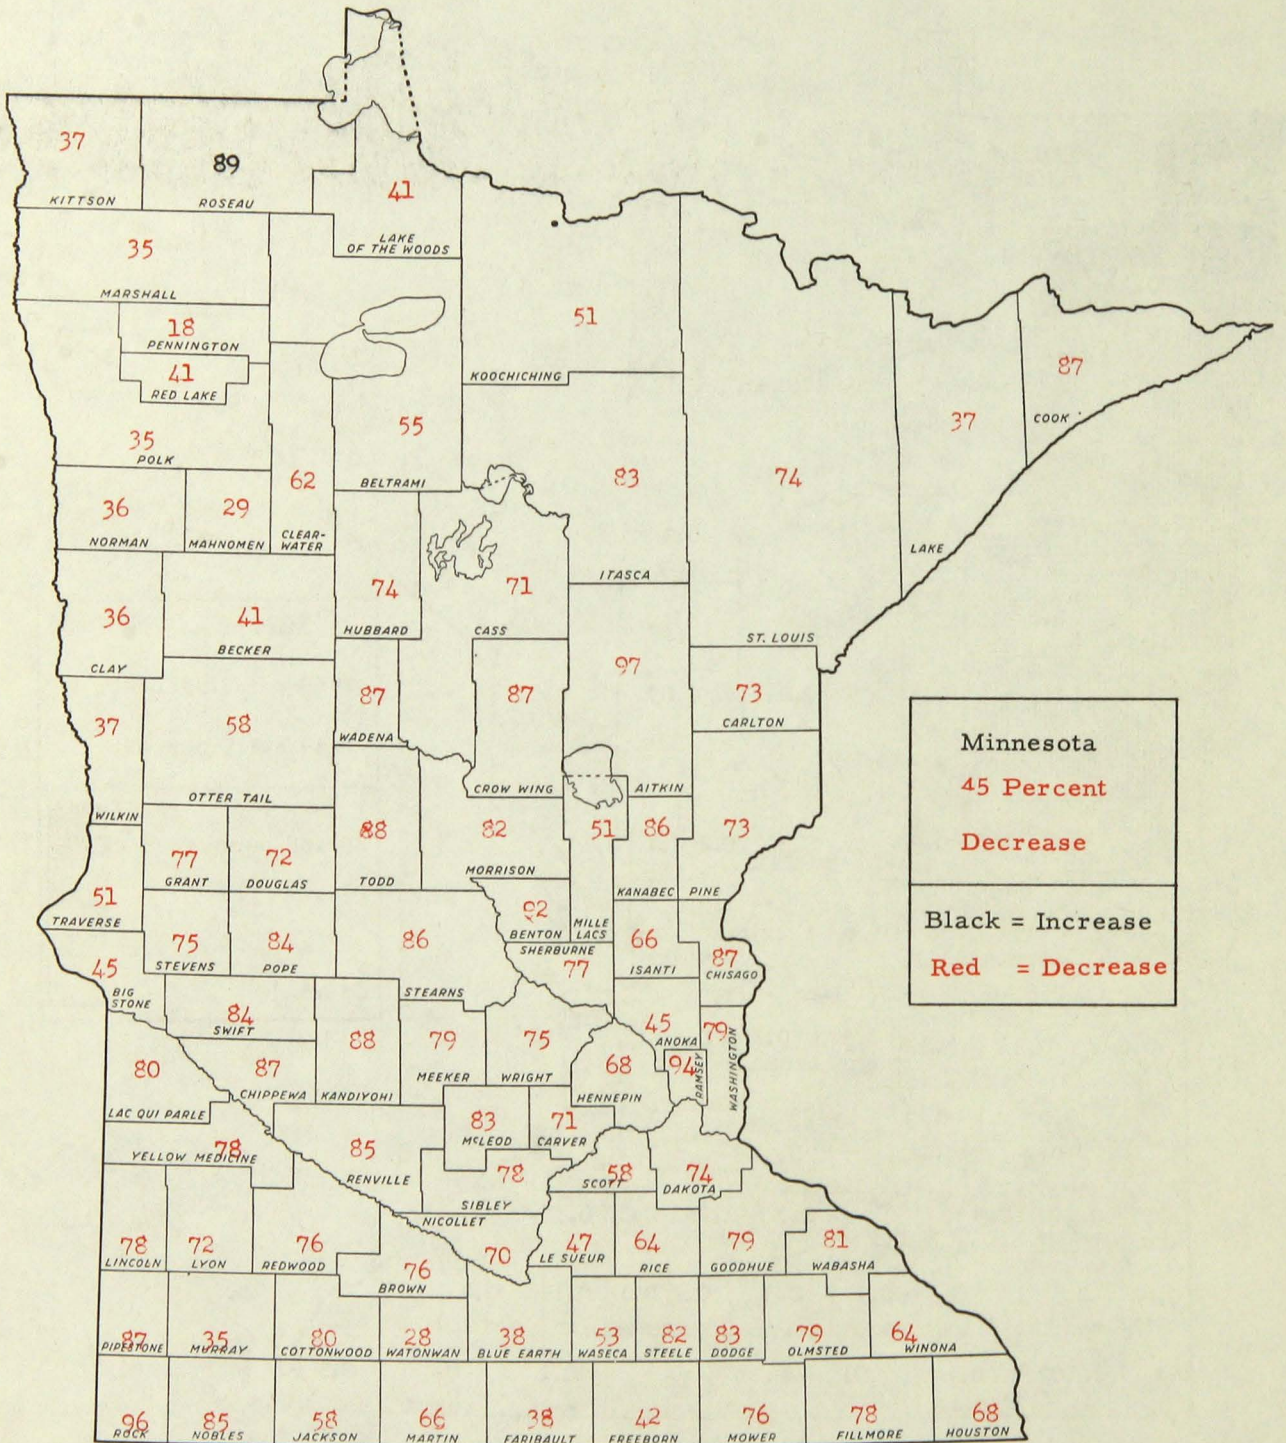 37
KITTSON
89
ROSEAU
41
LAKE
OF THE WOODS
35
MARSHALL
18
PENNINGTON
41
RED LAKE
35
POLK
62
CLEAR-
WATER
55
BELTRAMI
51
KOOCHICHING
83
ITASCA
74
ST. LOUIS
37
LAKE
87
COOK
36
NORMAN
29
MAHNOMEN
36
CLAY
41
BECKER
74
HUBBARD
71
CASS
97
AITKIN
73
CARLTON
37
WILKIN
58
OTTER TAIL
87
WADENA
87
CROW WING
Minnesota
45 Percent
Decrease
Black = Increase
Red = Decrease
77
GRANT
72
DOUGLAS
88
TODD
82
MORRISON
51
MILLE
LACS
86
KANABEC
73
PINE
51
TRAVERSE
75
STEVENS
84
POPE
86
STEARNS
92
BENTON
SHERBURNE
77
66
ISANTI
87
CHISAGO
45
BIG
STONE
84
SWIFT
88
KANDIYOHI
79
MEEKER
75
WRIGHT
45
ANOKA
79
WASHINGTON
94
RAMSEY
68
HENNEPIN
80
LAC QUI PARLE
87
CHIPPEWA
83
McLEOD
71
CARVER
78
YELLOW MEDICINE
85
RENVILLE
78
SIBLEY
58
SCOTT
74
DAKOTA
78
LINCOLN
72
LYON
76
REDWOOD
76
BROWN
NICOLLET
70
47
LE SUEUR
64
RICE
79
GOODHUE
81
WABASHA
87
PIPESTONE
35
MURRAY
80
COTTONWOOD
28
WATONWAN
38
BLUE EARTH
53
WASECA
82
STEELE
83
DODGE
79
OLMSTED
64
WINONA
96
ROCK
85
NOBLES
58
JACKSON
66
MARTIN
38
FARIBAULT
42
FREEBORN
76
MOWER
78
FILLMORE
68
HOUSTON